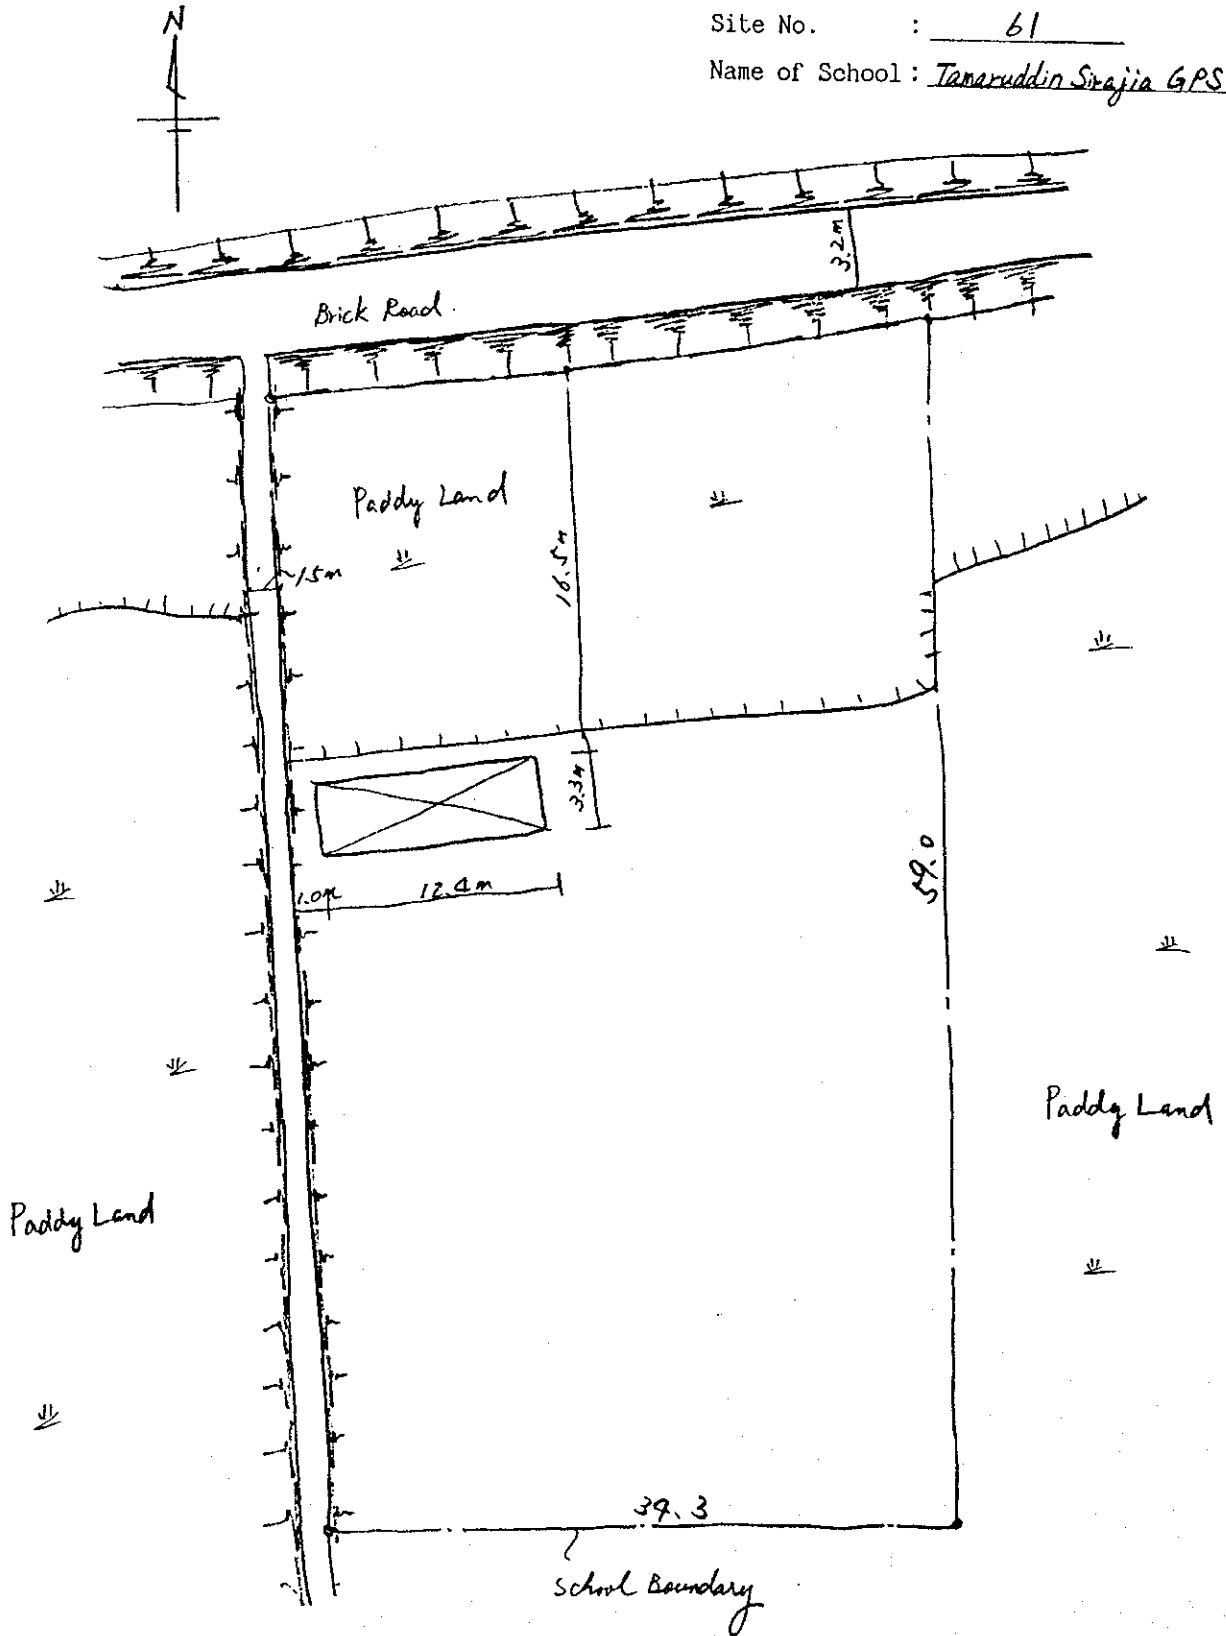 Site No. : 61
Name of School : Tamaruddin Sirajia GPS
N
3.2m
Brick Road.
Paddy Land
16.5m
1.5m
3.3m
1.0m
12.4m
59.0
Paddy Land
Paddy Land
34.3
School Boundary